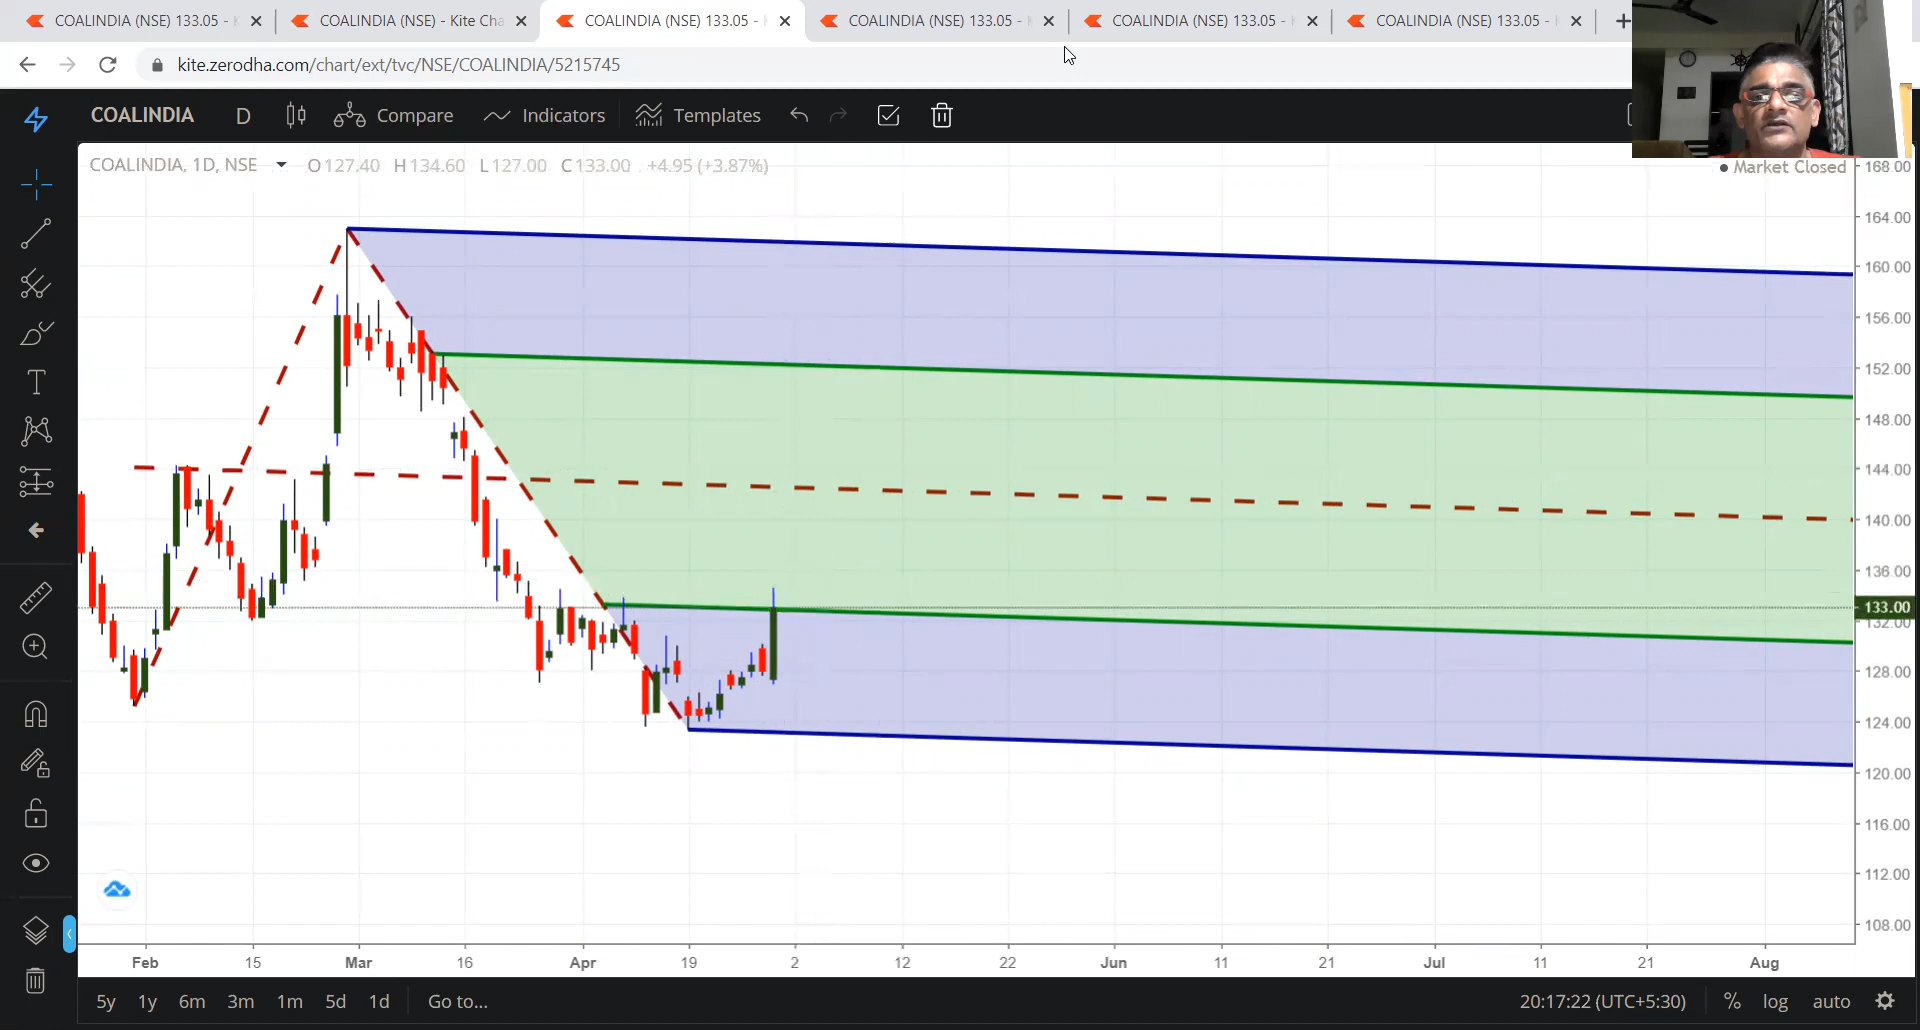 COALINDIA (NSE) 133.05 -
COALINDIA (NSE) - Kite Cha
COALINDIA (NSE) 133.05 -
COALINDIA (NSE) 133.05 -
COALINDIA (NSE) 133.05 -
COALINDIA (NSE) 133.05 -
kite.zerodha.com/chart/ext/tvc/NSE/COALINDIA/5215745
COALINDIA D Compare Indicators Templates
COALINDIA, 1D, NSE O127.40 H134.60 L127.00 C133.00 +4.95 (+3.87%)
Market Closed
168.00
164.00
160.00
156.00
152.00
148.00
144.00
140.00
136.00
133.00
132.00
128.00
124.00
120.00
116.00
112.00
108.00
Feb 15 Mar 16 Apr 19 2 12 22 Jun 11 21 Jul 11 21 Aug
5y 1y 6m 3m 1m 5d 1d Go to... 20:17:22 (UTC+5:30) % log auto